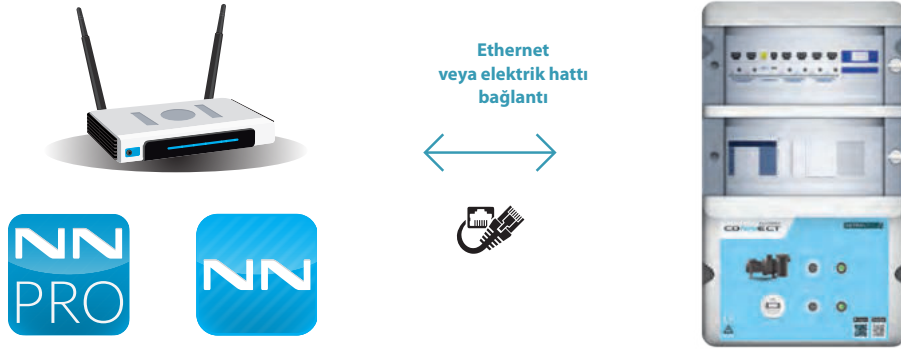 Ethernet
veya elektrik hattı
bağlantı
NN
PRO
NN
CONNECT